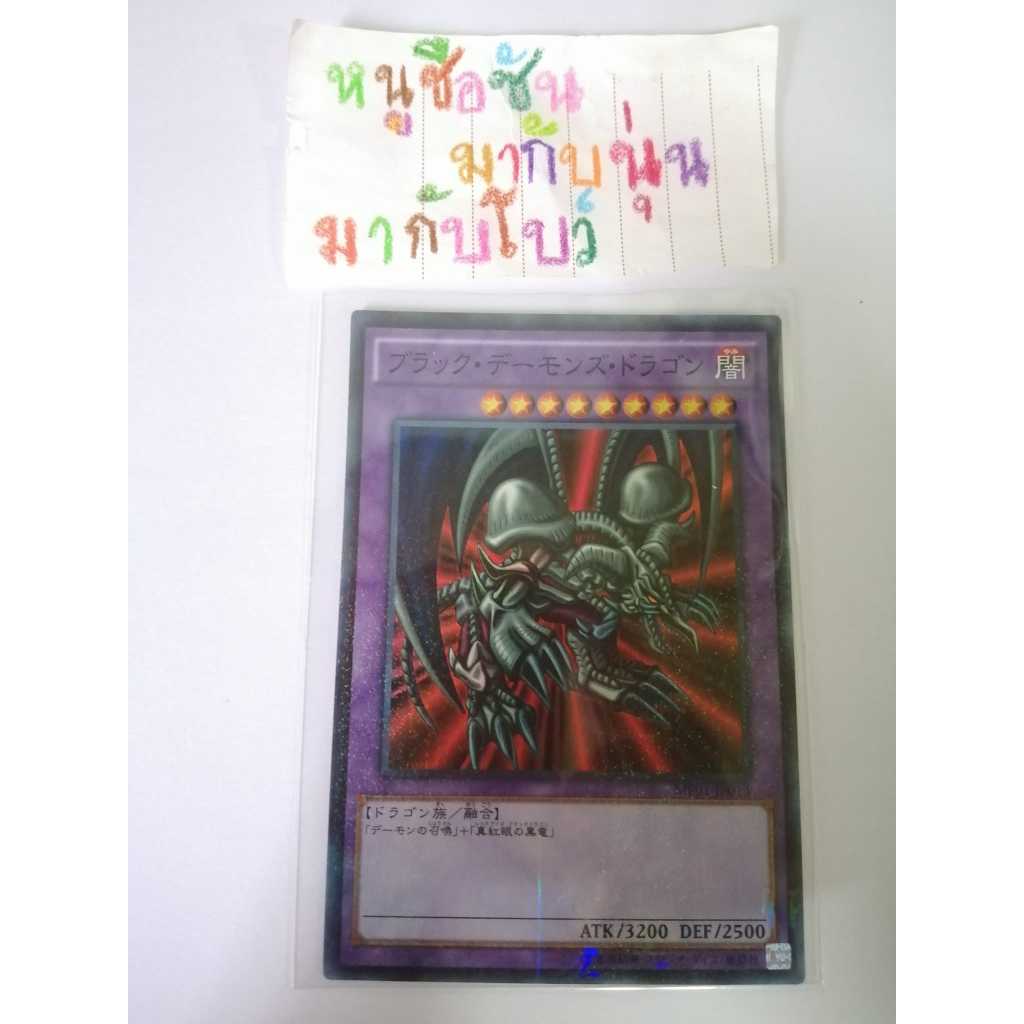 หนูชื่อซัน
มากับนุ่น
มากับโบว์
ブラック・デーモンズ・ドラゴン
闇
【ドラゴン族／融合】
「デーモンの召喚」+「真紅眼の黒竜」
ATK/3200 DEF/2500